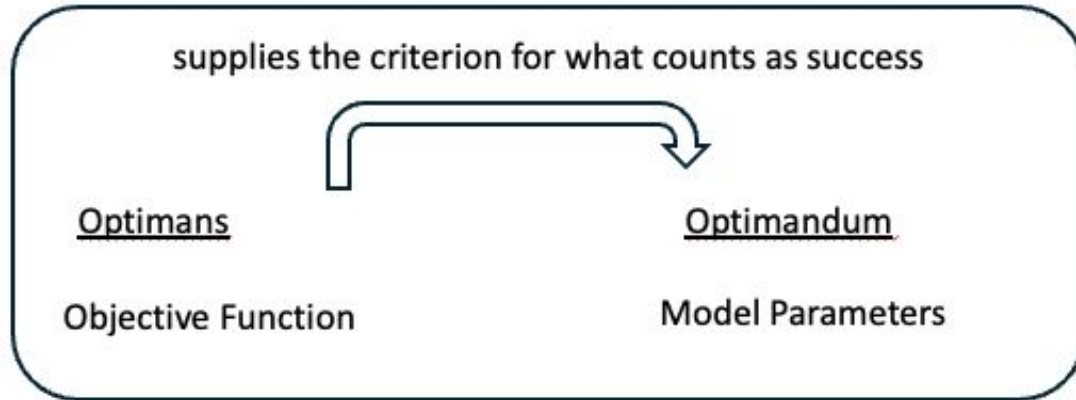 supplies the criterion for what counts as success
Optimans
Optimandum
Objective Function
Model Parameters